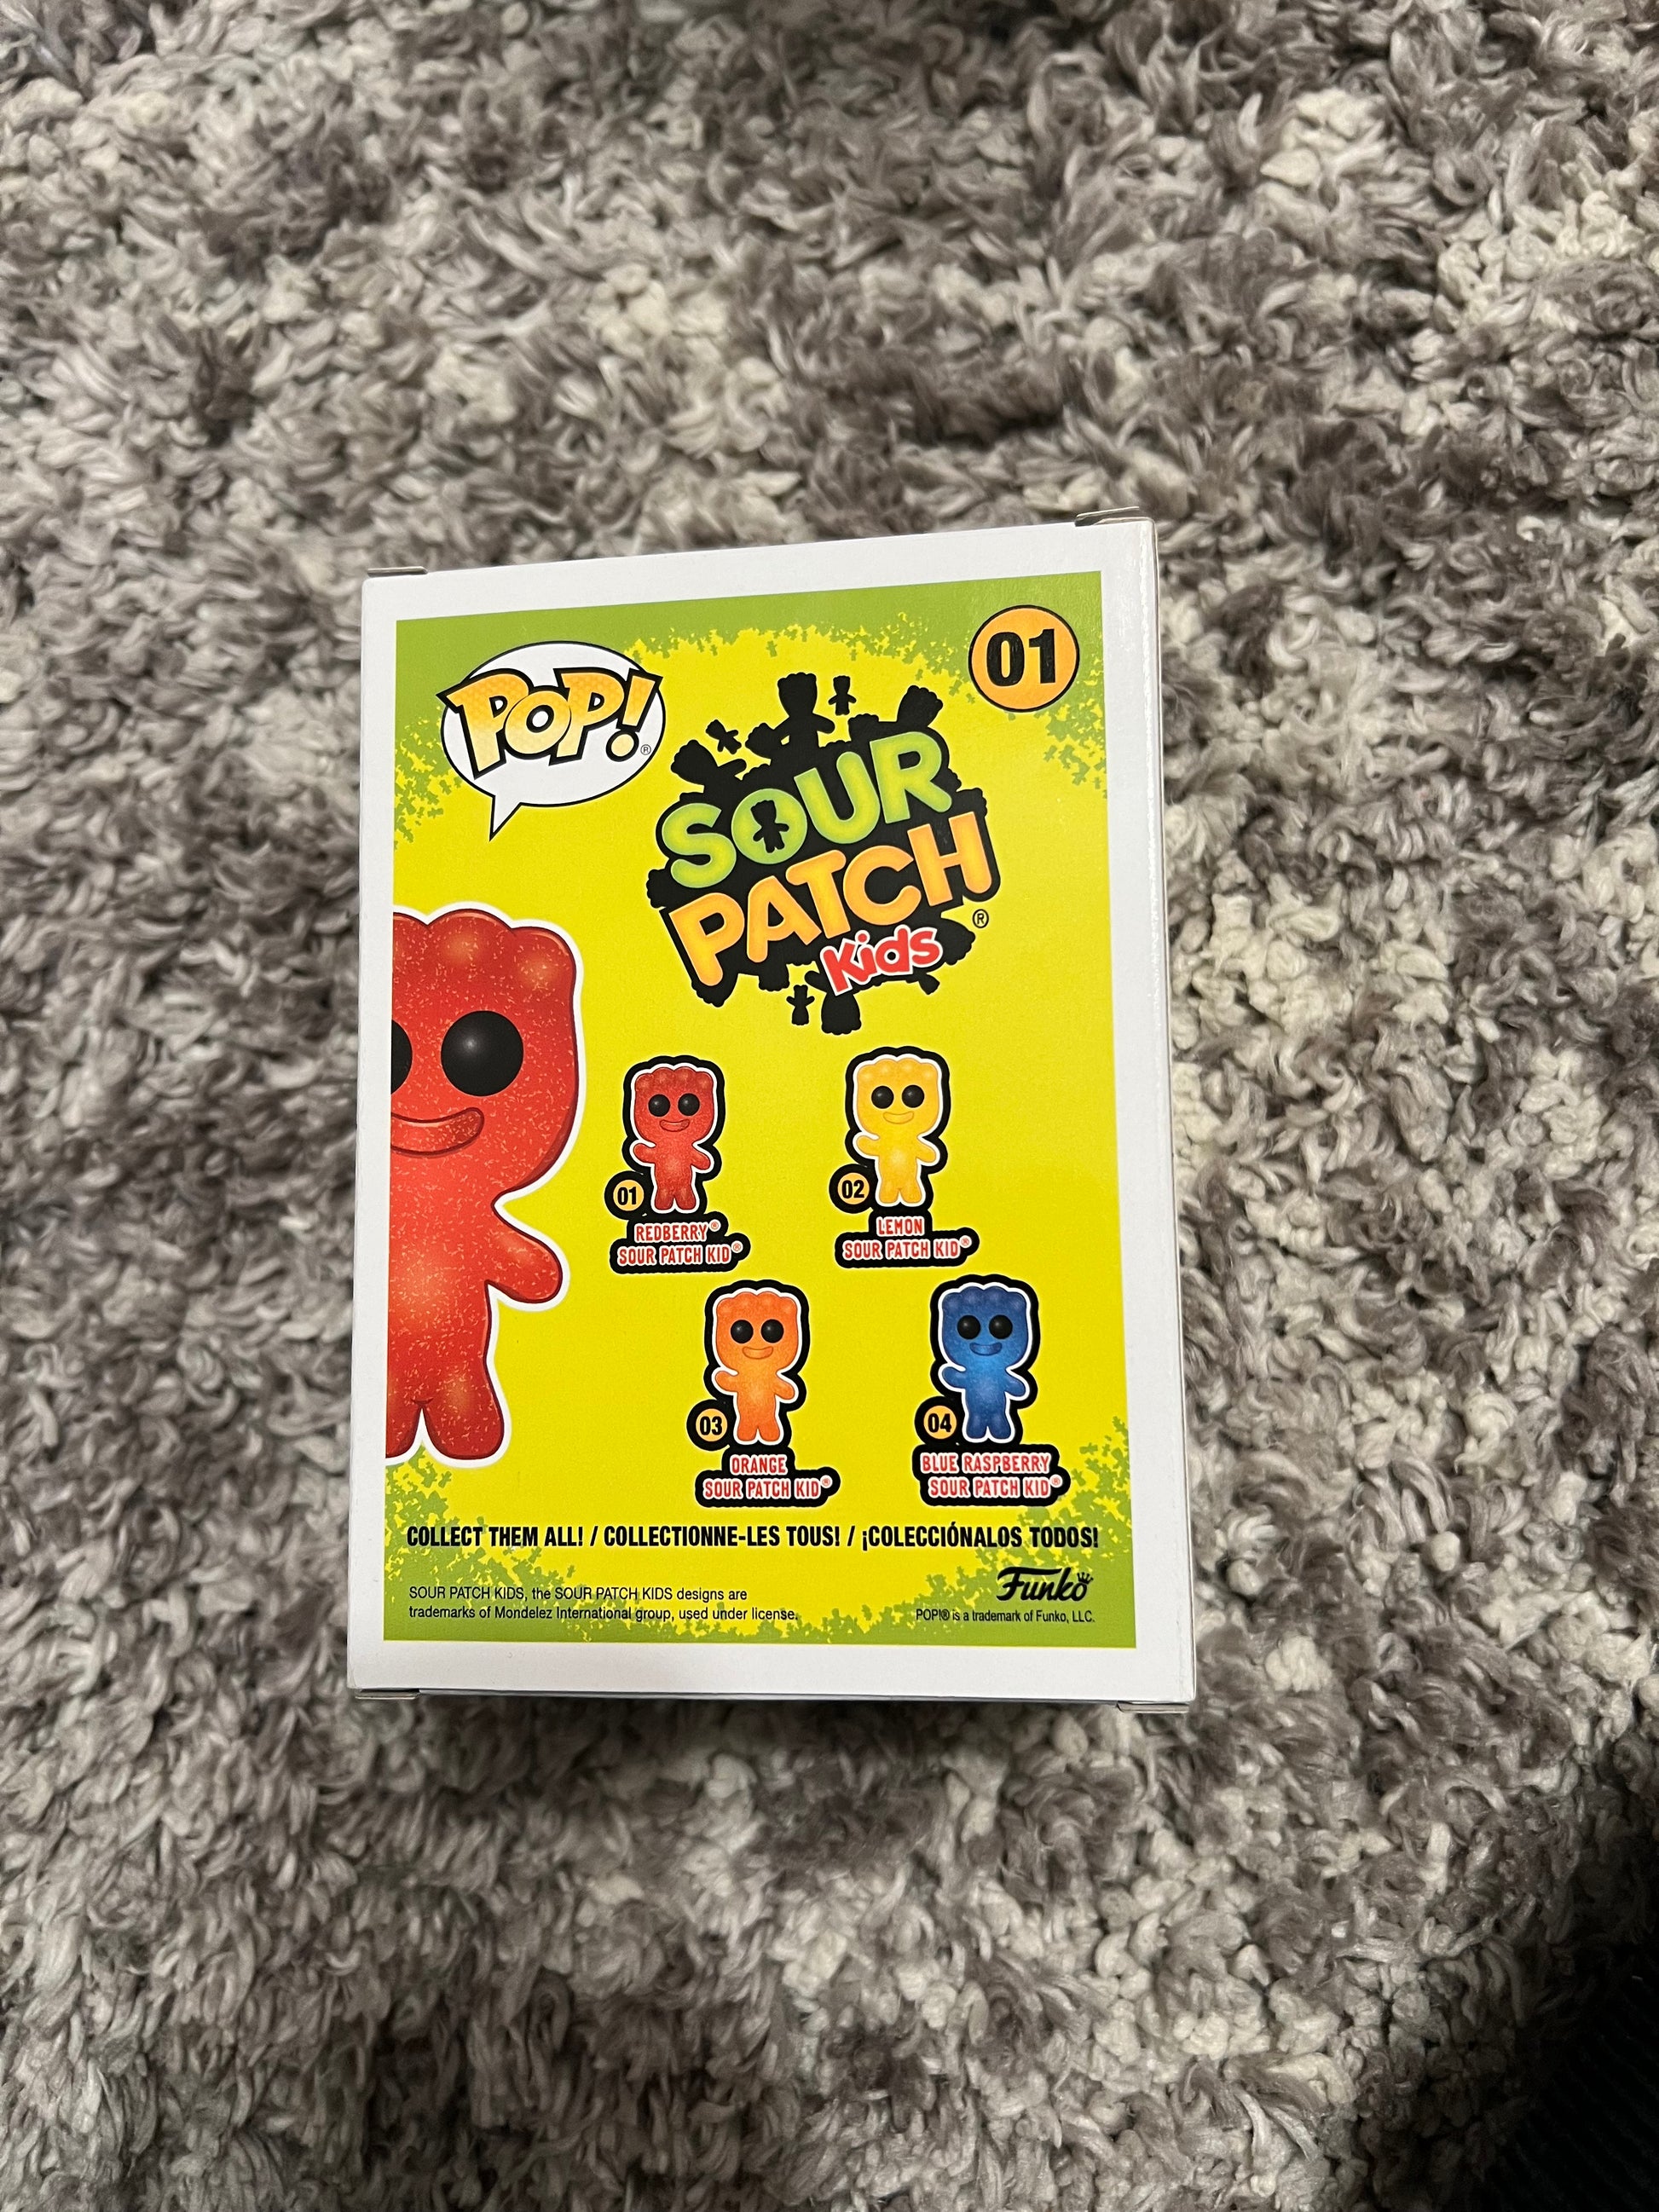 POP!®
01
SOUR
PATCH
Kids®
01
REDBERRY®
SOUR PATCH KID®
02
LEMON
SOUR PATCH KID®
03
ORANGE
SOUR PATCH KID®
04
BLUE RASPBERRY
SOUR PATCH KID®
COLLECT THEM ALL! / COLLECTIONNE-LES TOUS! / ¡COLECCIÓNALOS TODOS!
SOUR PATCH KIDS, the SOUR PATCH KIDS designs are
trademarks of Mondelez International group, used under license.
Funko
POP!® is a trademark of Funko, LLC.